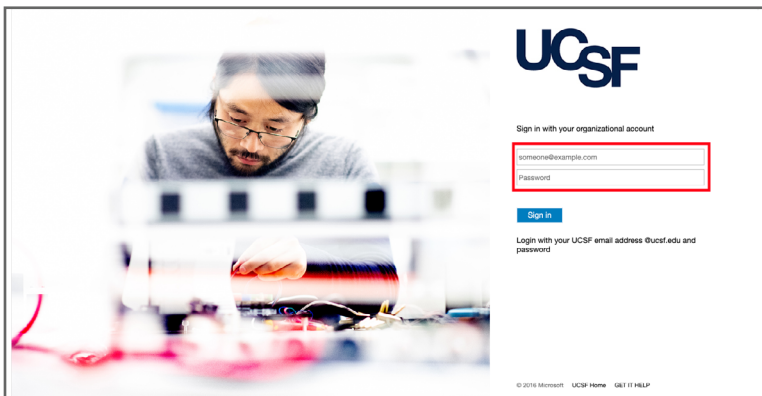 UCSF
Sign in with your organizational account
someone@example.com
Password
Sign in
Login with your UCSF email address @ucsf.edu and
password
© 2016 Microsoft UCSF Home GET IT HELP